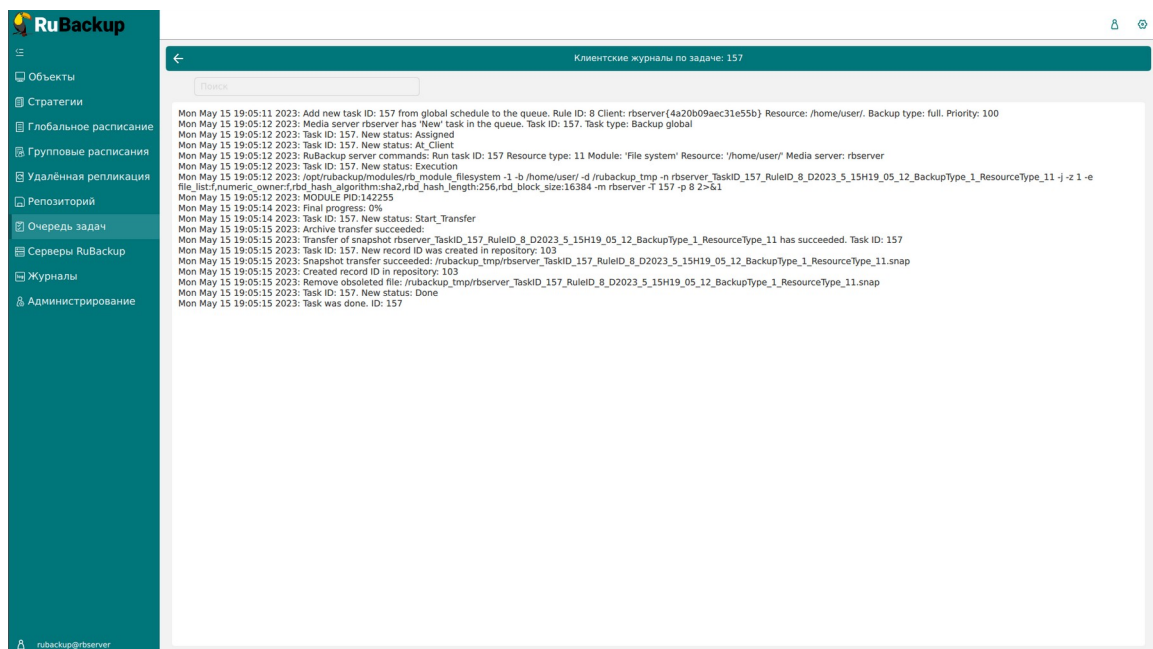 RuBackup
Объекты
Стратегии
Глобальное расписание
Групповые расписания
Удалённая репликация
Репозиторий
Очередь задач
Серверы RuBackup
Журналы
Администрирование
rubackup@rbserver
Клиентские журналы по задаче: 157
Поиск
Mon May 15 19:05:11 2023: Add new task ID: 157 from global schedule to the queue. Rule ID: 8 Client: rbserver{4a20b09aec31e55b} Resource: /home/user/. Backup type: full. Priority: 100
Mon May 15 19:05:12 2023: Media server rbserver has 'New' task in the queue. Task ID: 157. Task type: Backup global
Mon May 15 19:05:12 2023: Task ID: 157. New status: Assigned
Mon May 15 19:05:12 2023: Task ID: 157. New status: At_Client
Mon May 15 19:05:12 2023: RuBackup server commands: Run task ID: 157 Resource type: 11 Module: 'File system' Resource: '/home/user/' Media server: rbserver
Mon May 15 19:05:12 2023: Task ID: 157. New status: Execution
Mon May 15 19:05:12 2023: /opt/rubackup/modules/rb_module_filesystem -1 -b /home/user/ -d /rubackup_tmp -n rbserver_TaskID_157_RuleID_8_D2023_5_15H19_05_12_BackupType_1_ResourceType_11 -j -z 1 -e
file_list:f,numeric_owner:f,rbd_hash_algorithm:sha2,rbd_hash_length:256,rbd_block_size:16384 -m rbserver -T 157 -p 8 2>&1
Mon May 15 19:05:12 2023: MODULE PID:142255
Mon May 15 19:05:14 2023: Final progress: 0%
Mon May 15 19:05:14 2023: Task ID: 157. New status: Start_Transfer
Mon May 15 19:05:15 2023: Archive transfer succeeded:
Mon May 15 19:05:15 2023: Transfer of snapshot rbserver_TaskID_157_RuleID_8_D2023_5_15H19_05_12_BackupType_1_ResourceType_11 has succeeded. Task ID: 157
Mon May 15 19:05:15 2023: Task ID: 157. New record ID was created in repository: 103
Mon May 15 19:05:15 2023: Snapshot transfer succeeded: /rubackup_tmp/rbserver_TaskID_157_RuleID_8_D2023_5_15H19_05_12_BackupType_1_ResourceType_11.snap
Mon May 15 19:05:15 2023: Created record ID in repository: 103
Mon May 15 19:05:15 2023: Remove obsoleted file: /rubackup_tmp/rbserver_TaskID_157_RuleID_8_D2023_5_15H19_05_12_BackupType_1_ResourceType_11.snap
Mon May 15 19:05:15 2023: Task ID: 157. New status: Done
Mon May 15 19:05:15 2023: Task was done. ID: 157